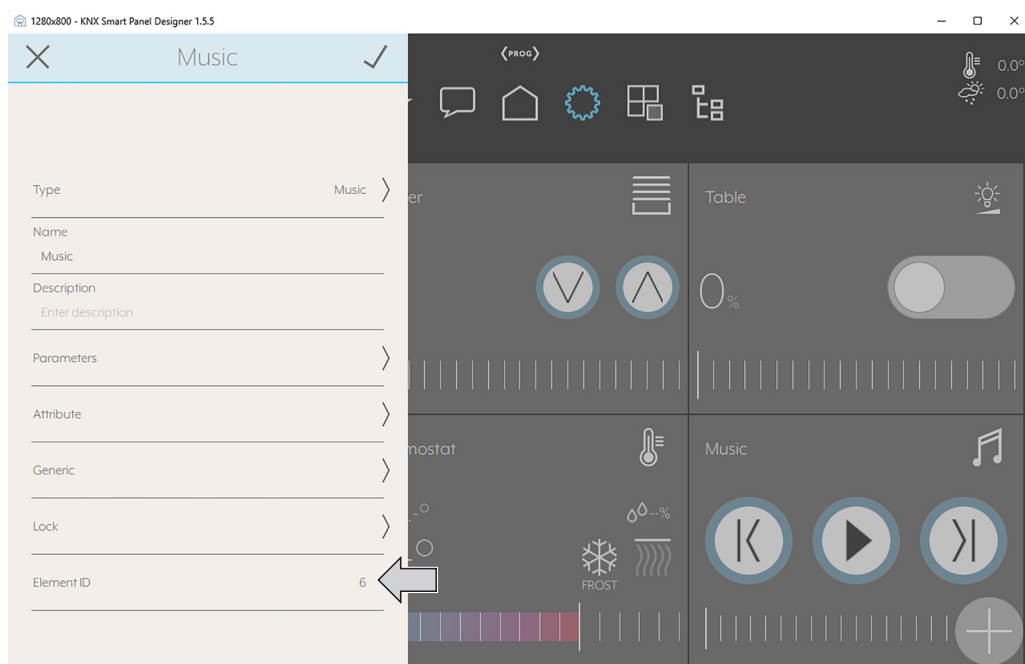 1280x800 - KNX Smart Panel Designer 1.5.5
Music
Type
Music
Name
Music
Description
Enter description
Parameters
Attribute
Generic
Lock
Element ID
6
PROG
0.0°
0.0°
er
Table
0%
mostat
Music
--%
FROST